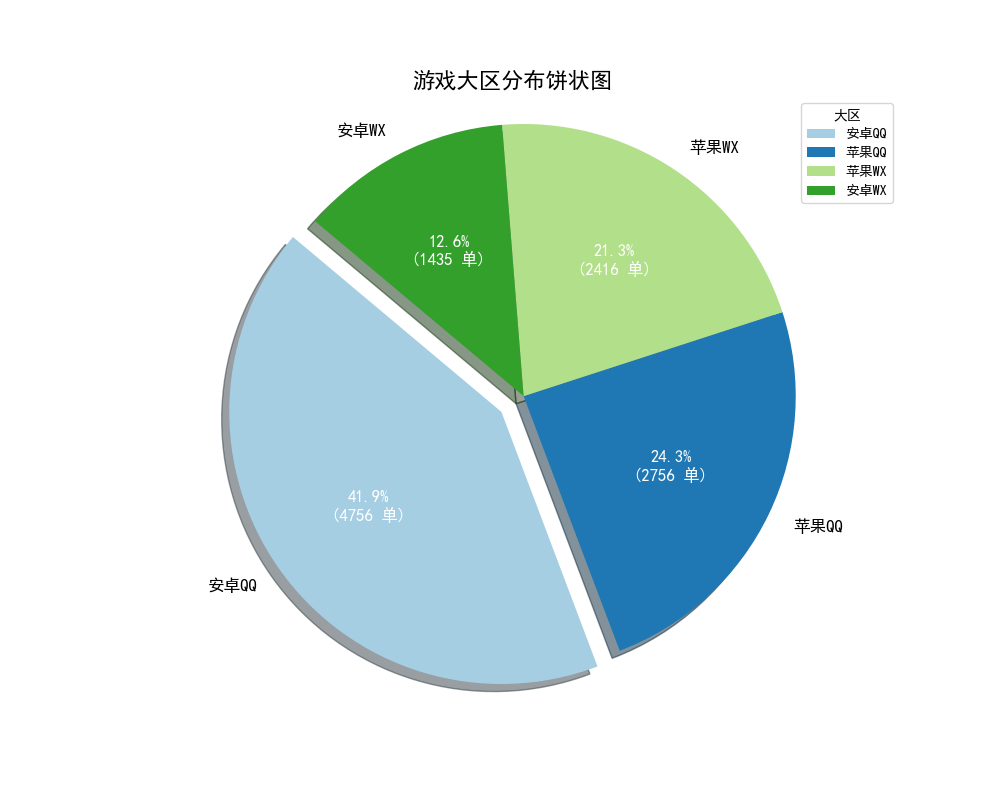 游戏大区分布饼状图
大区
安卓QQ
苹果QQ
苹果WX
安卓WX
安卓WX
苹果WX
12.6%
(1435 单)
21.3%
(2416 单)
24.3%
(2756 单)
41.9%
(4756 单)
苹果QQ
安卓QQ